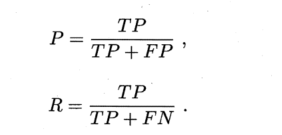 P = TP / (TP + FP) ,
R = TP / (TP + FN) .